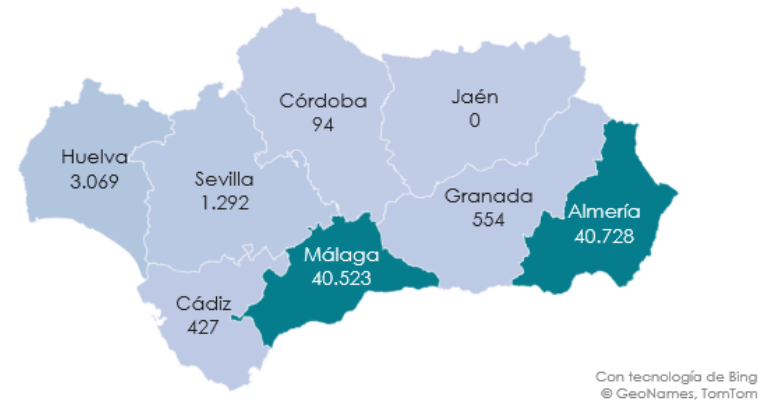 Córdoba
94
Jaén
0
Huelva
3.069
Sevilla
1.292
Granada
554
Almería
40.728
Málaga
40.523
Cádiz
427
Con tecnología de Bing
© GeoNames, TomTom